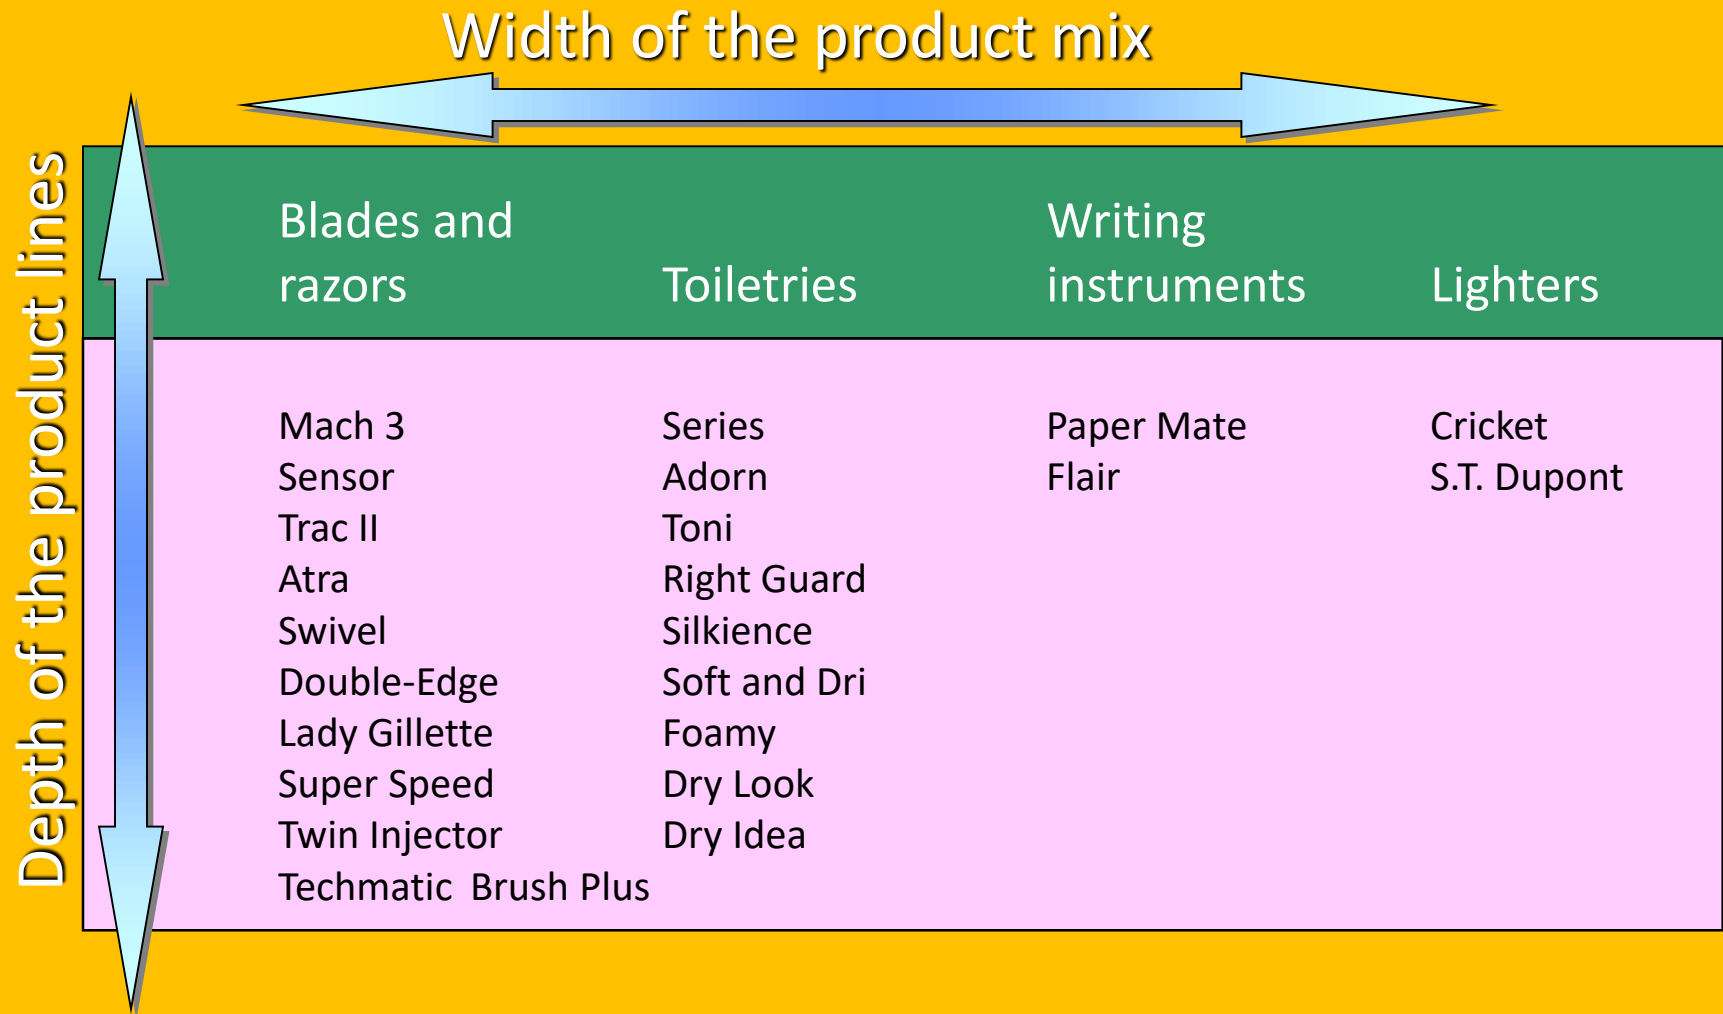 Width of the product mix
Depth of the product lines
Blades and
razors
Toiletries
Writing
instruments
Lighters
Mach 3
Series
Paper Mate
Cricket
Sensor
Adorn
Flair
S.T. Dupont
Trac II
Toni
Atra
Right Guard
Swivel
Silkience
Double-Edge
Soft and Dri
Lady Gillette
Foamy
Super Speed
Dry Look
Twin Injector
Dry Idea
Techmatic Brush Plus